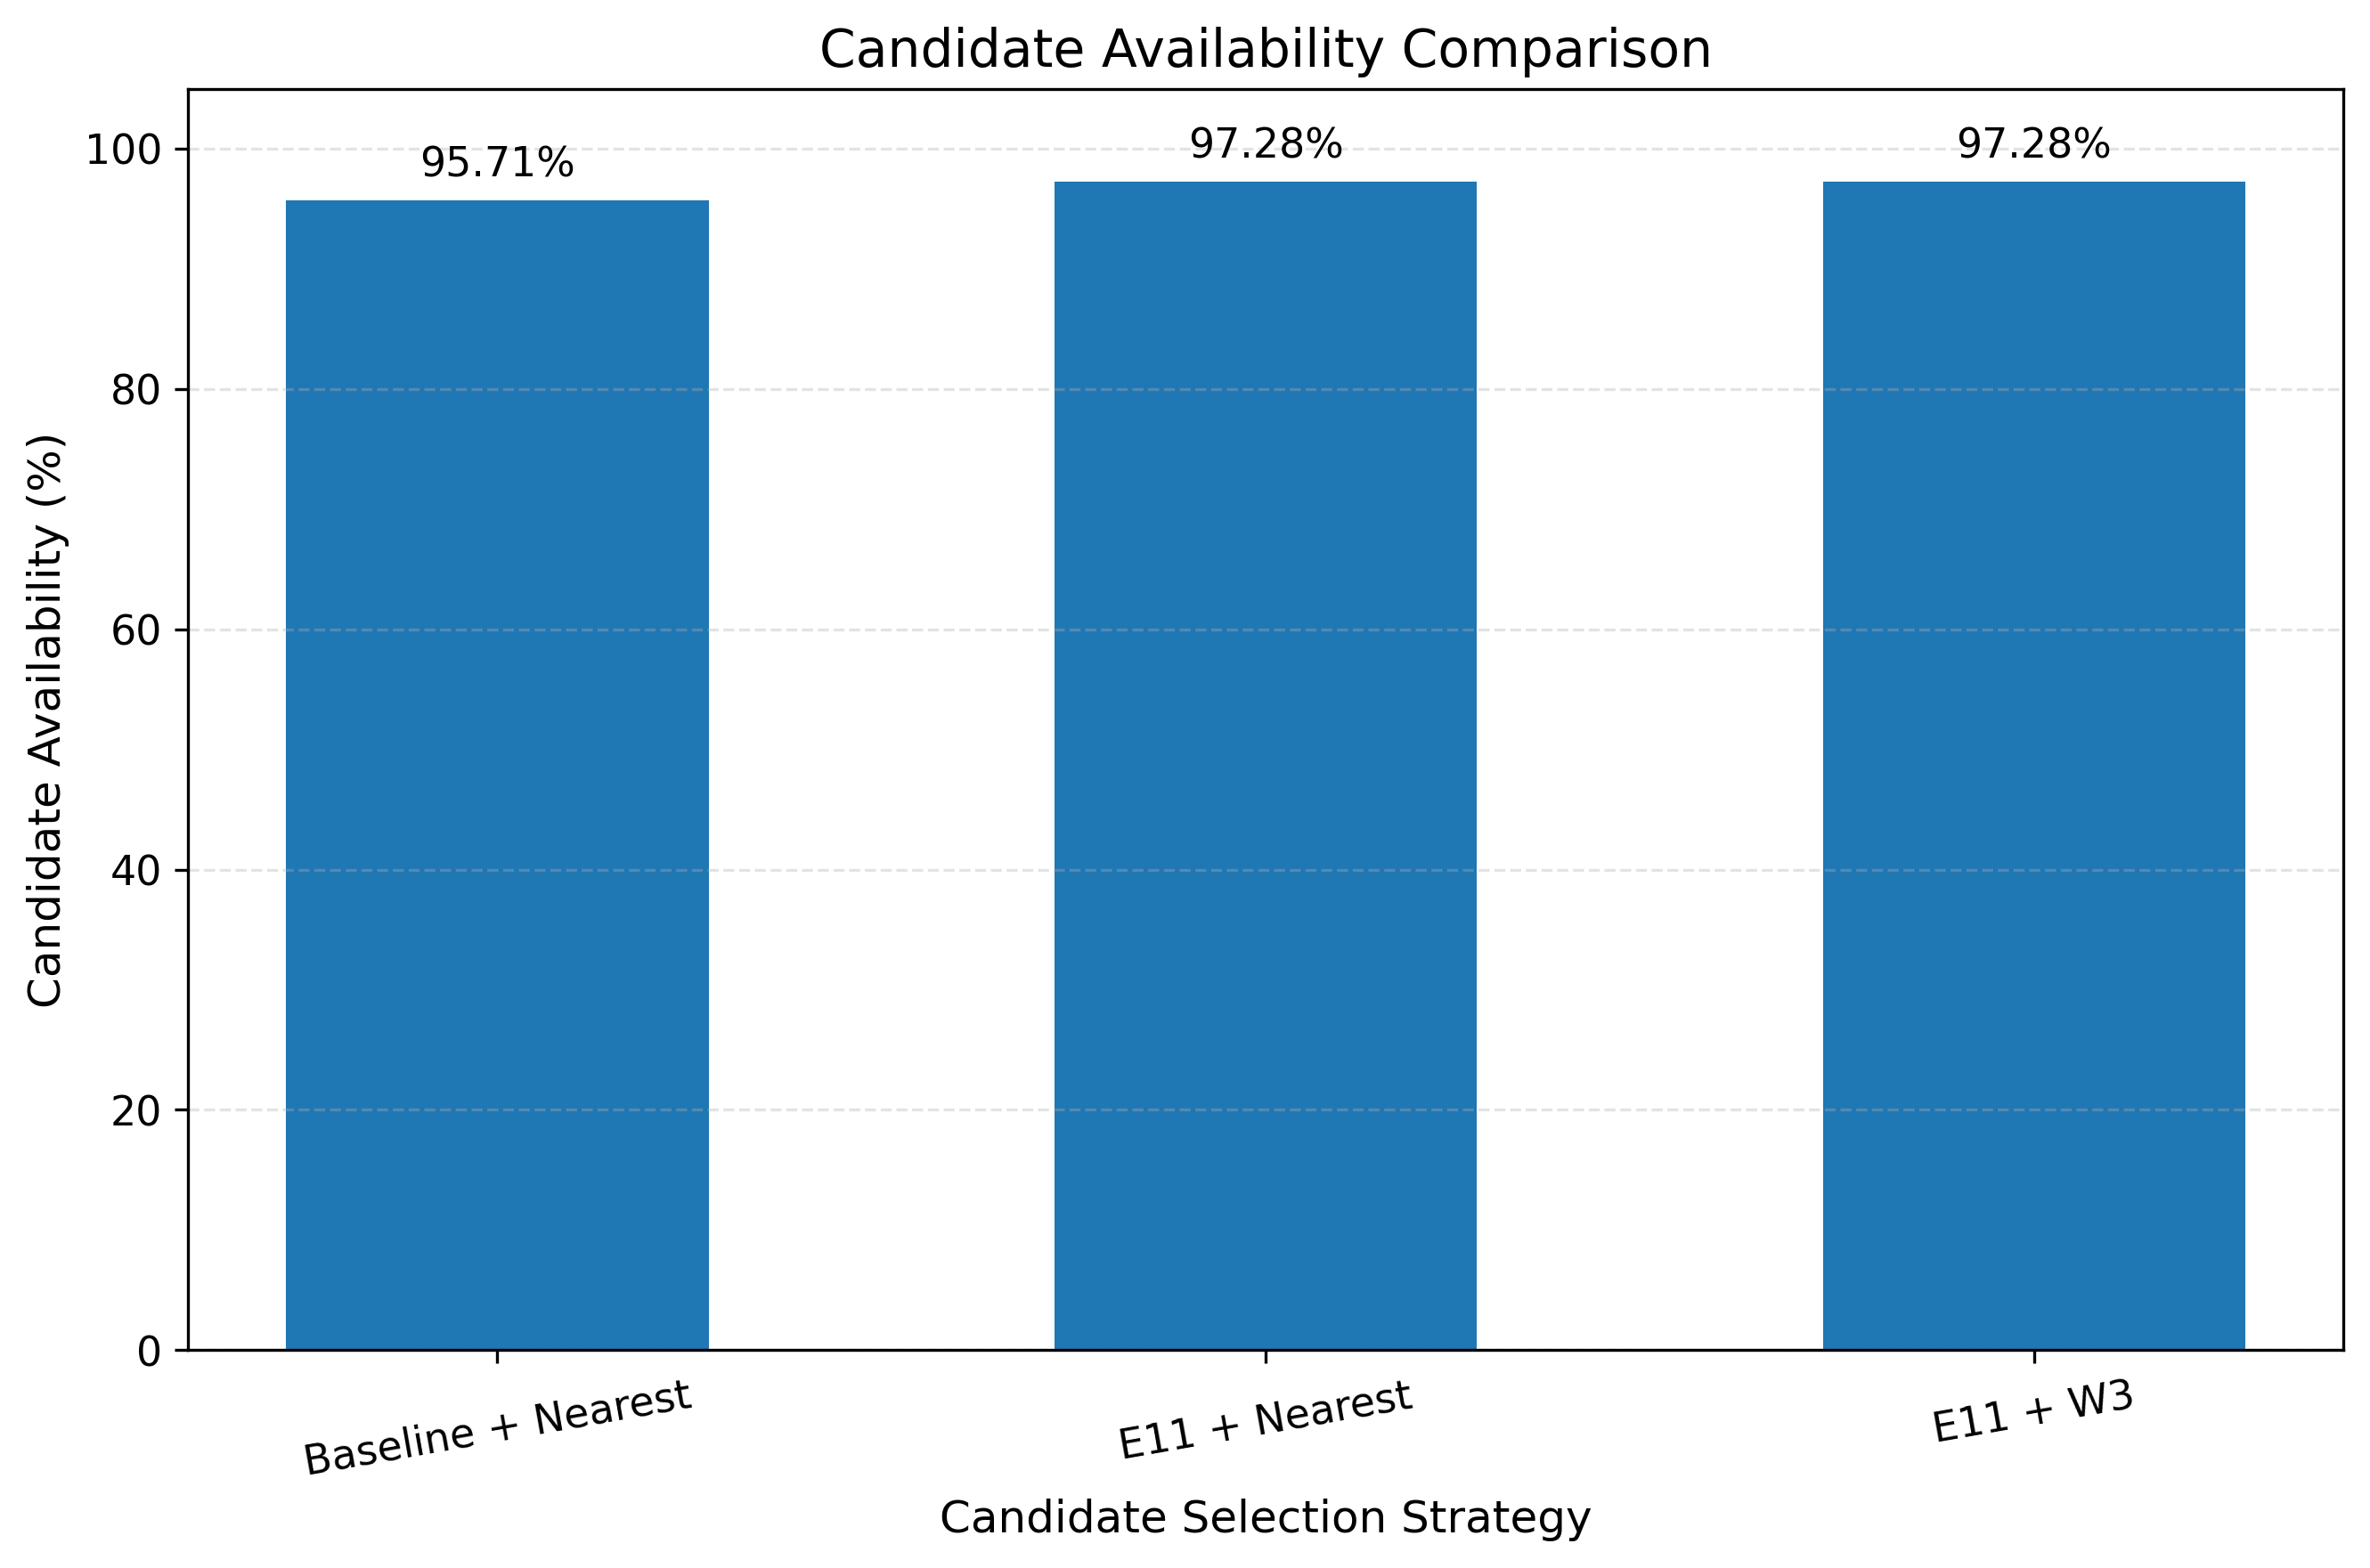 Candidate Availability Comparison
Candidate Availability (%)
100
80
60
40
20
0
95.71%
97.28%
97.28%
Baseline + Nearest
E11 + Nearest
E11 + W3
Candidate Selection Strategy